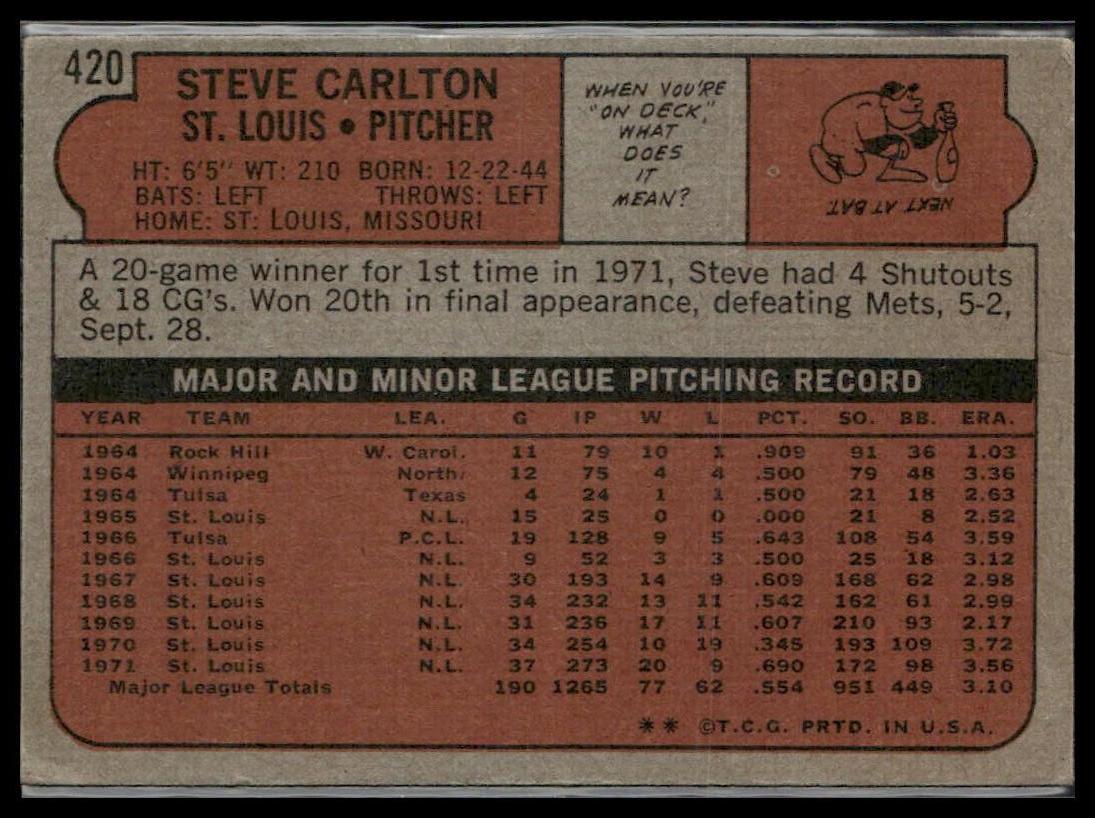 420
STEVE CARLTON
ST. LOUIS • PITCHER
HT: 6'5" WT: 210 BORN: 12-22-44
BATS: LEFT THROWS: LEFT
HOME: ST. LOUIS, MISSOURI
WHEN YOU'RE
"ON DECK,"
WHAT
DOES
IT
MEAN?
NEXT AT BAT
A 20-game winner for 1st time in 1971, Steve had 4 Shutouts
& 18 CG's. Won 20th in final appearance, defeating Mets, 5-2,
Sept. 28.
MAJOR AND MINOR LEAGUE PITCHING RECORD
YEAR TEAM LEA. G IP W L PCT. SO. BB. ERA.
1964 Rock Hill W. Carol. 11 79 10 1 .909 91 36 1.03
1964 Winnipeg North. 12 75 4 4 .500 79 48 3.36
1964 Tulsa Texas 4 24 1 1 .500 21 18 2.63
1965 St. Louis N.L. 15 25 0 0 .000 21 8 2.52
1966 Tulsa P.C.L. 19 128 9 5 .643 108 54 3.59
1966 St. Louis N.L. 9 52 3 3 .500 25 18 3.12
1967 St. Louis N.L. 30 193 14 9 .609 168 62 2.98
1968 St. Louis N.L. 34 232 13 11 .542 162 61 2.99
1969 St. Louis N.L. 31 236 17 11 .607 210 93 2.17
1970 St. Louis N.L. 34 254 10 19 .345 193 109 3.72
1971 St. Louis N.L. 37 273 20 9 .690 172 98 3.56
Major League Totals 190 1265 77 62 .554 951 449 3.10
** ©T.C.G. PRTD. IN U.S.A.